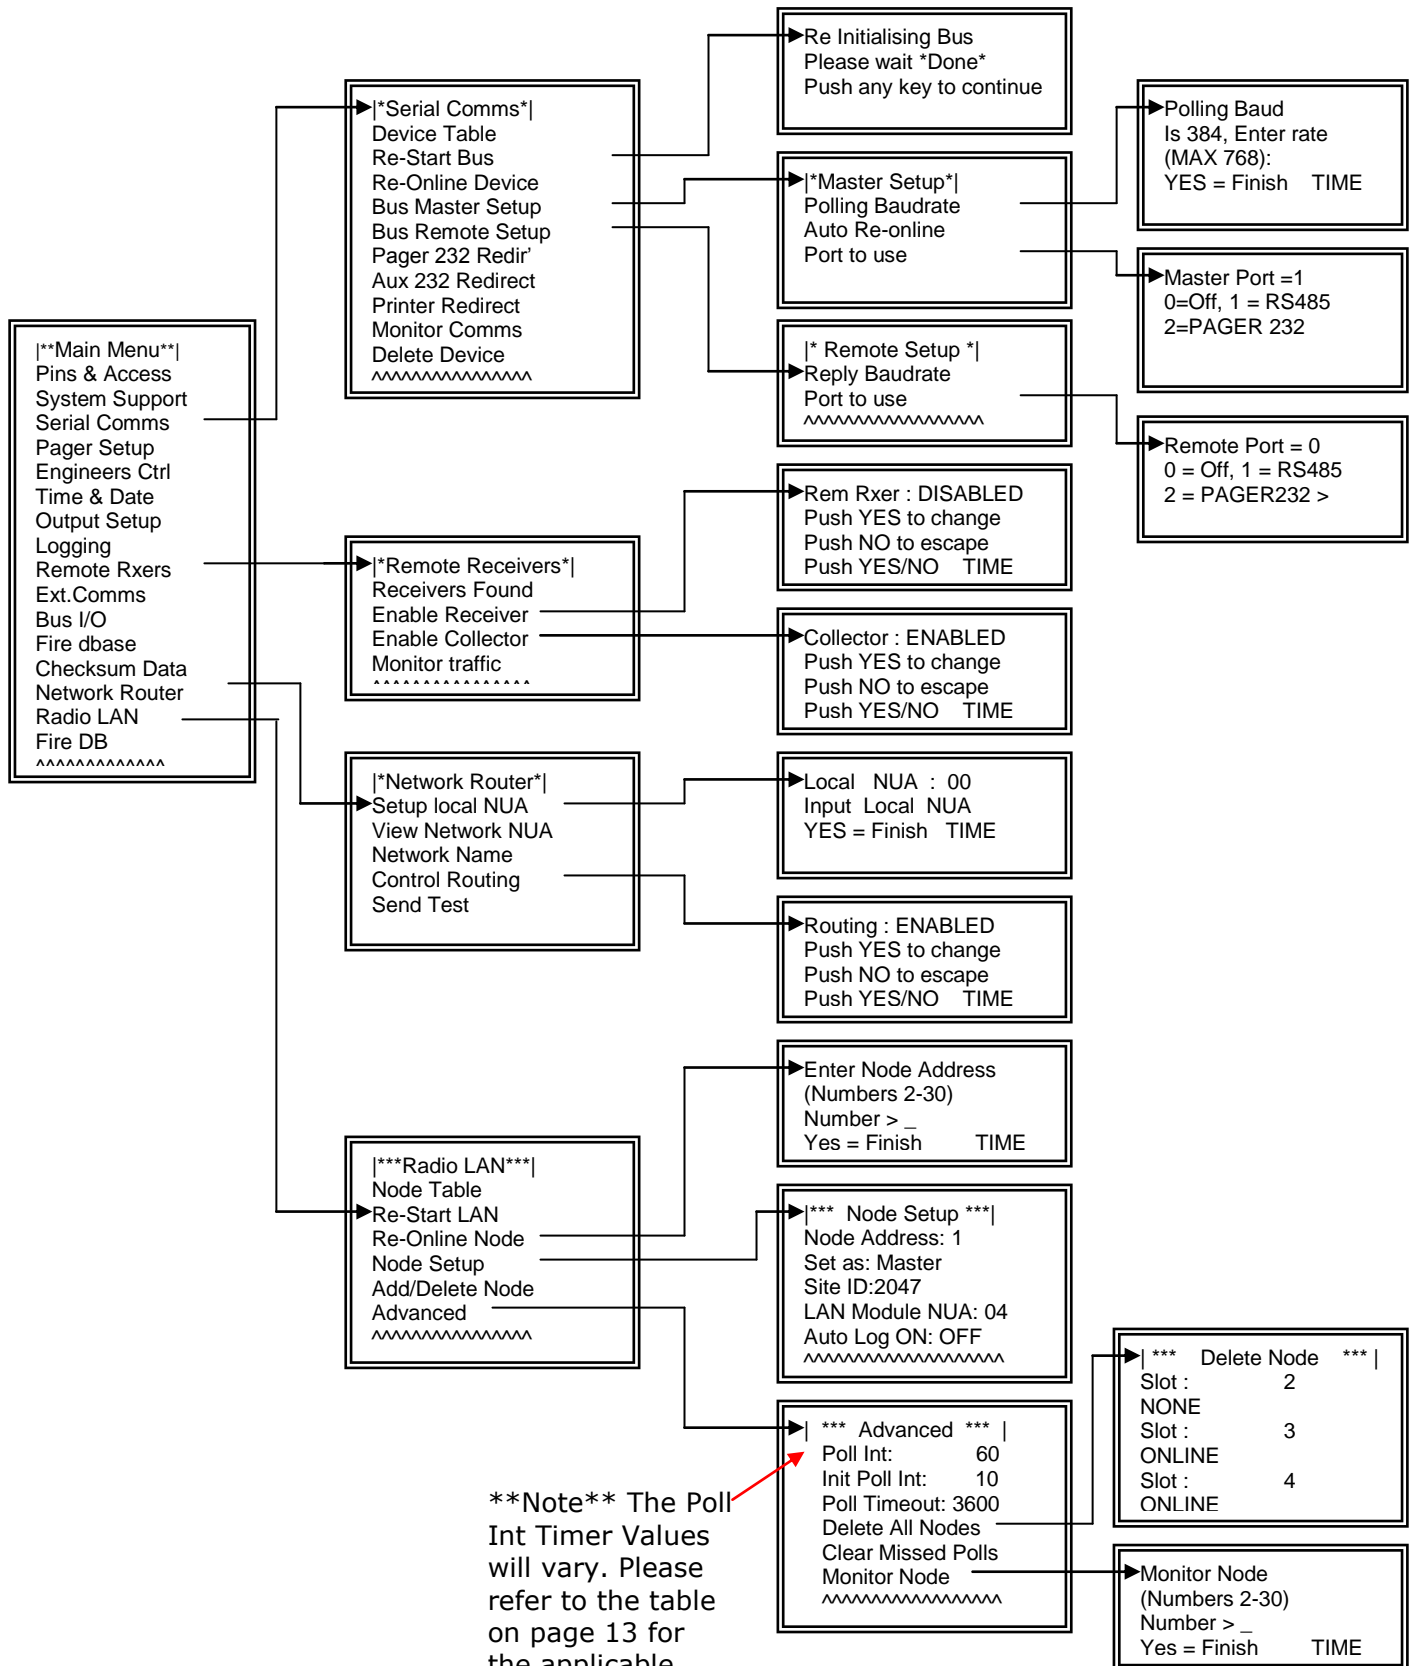 |**Main Menu**|
Pins & Access
System Support
Serial Comms
Pager Setup
Engineers Ctrl
Time & Date
Output Setup
Logging
Remote Rxers
Ext.Comms
Bus I/O
Fire dbase
Checksum Data
Network Router
Radio LAN
Fire DB
^^^^^^^^^^^^^
|*Serial Comms*|
Device Table
Re-Start Bus
Re-Online Device
Bus Master Setup
Bus Remote Setup
Pager 232 Redir’
Aux 232 Redirect
Printer Redirect
Monitor Comms
Delete Device
^^^^^^^^^^^^^^^^
Re Initialising Bus
Please wait *Done*
Push any key to continue
|*Master Setup*|
Polling Baudrate
Auto Re-online
Port to use
Polling Baud
Is 384, Enter rate
(MAX 768):
YES = Finish TIME
Master Port =1
0=Off, 1 = RS485
2=PAGER 232
|* Remote Setup *|
Reply Baudrate
Port to use
^^^^^^^^^^^^^^^^^^
Remote Port = 0
0 = Off, 1 = RS485
2 = PAGER232 >
|*Remote Receivers*|
Receivers Found
Enable Receiver
Enable Collector
Monitor traffic
^^^^^^^^^^^^^^^^
Rem Rxer : DISABLED
Push YES to change
Push NO to escape
Push YES/NO TIME
Collector : ENABLED
Push YES to change
Push NO to escape
Push YES/NO TIME
|*Network Router*|
Setup local NUA
View Network NUA
Network Name
Control Routing
Send Test
Local NUA : 00
Input Local NUA
YES = Finish TIME
Routing : ENABLED
Push YES to change
Push NO to escape
Push YES/NO TIME
|***Radio LAN***|
Node Table
Re-Start LAN
Re-Online Node
Node Setup
Add/Delete Node
Advanced
^^^^^^^^^^^^^^^^
Enter Node Address
(Numbers 2-30)
Number > _
Yes = Finish TIME
|*** Node Setup ***|
Node Address: 1
Set as: Master
Site ID:2047
LAN Module NUA: 04
Auto Log ON: OFF
^^^^^^^^^^^^^^^^^^^^
| *** Advanced *** |
Poll Int: 60
Init Poll Int: 10
Poll Timeout: 3600
Delete All Nodes
Clear Missed Polls
Monitor Node
^^^^^^^^^^^^^^^^^^
| *** Delete Node *** |
Slot : 2
NONE
Slot : 3
ONLINE
Slot : 4
ONLINE
Monitor Node
(Numbers 2-30)
Number > _
Yes = Finish TIME
**Note** The Poll
Int Timer Values
will vary. Please
refer to the table
on page 13 for
the applicable